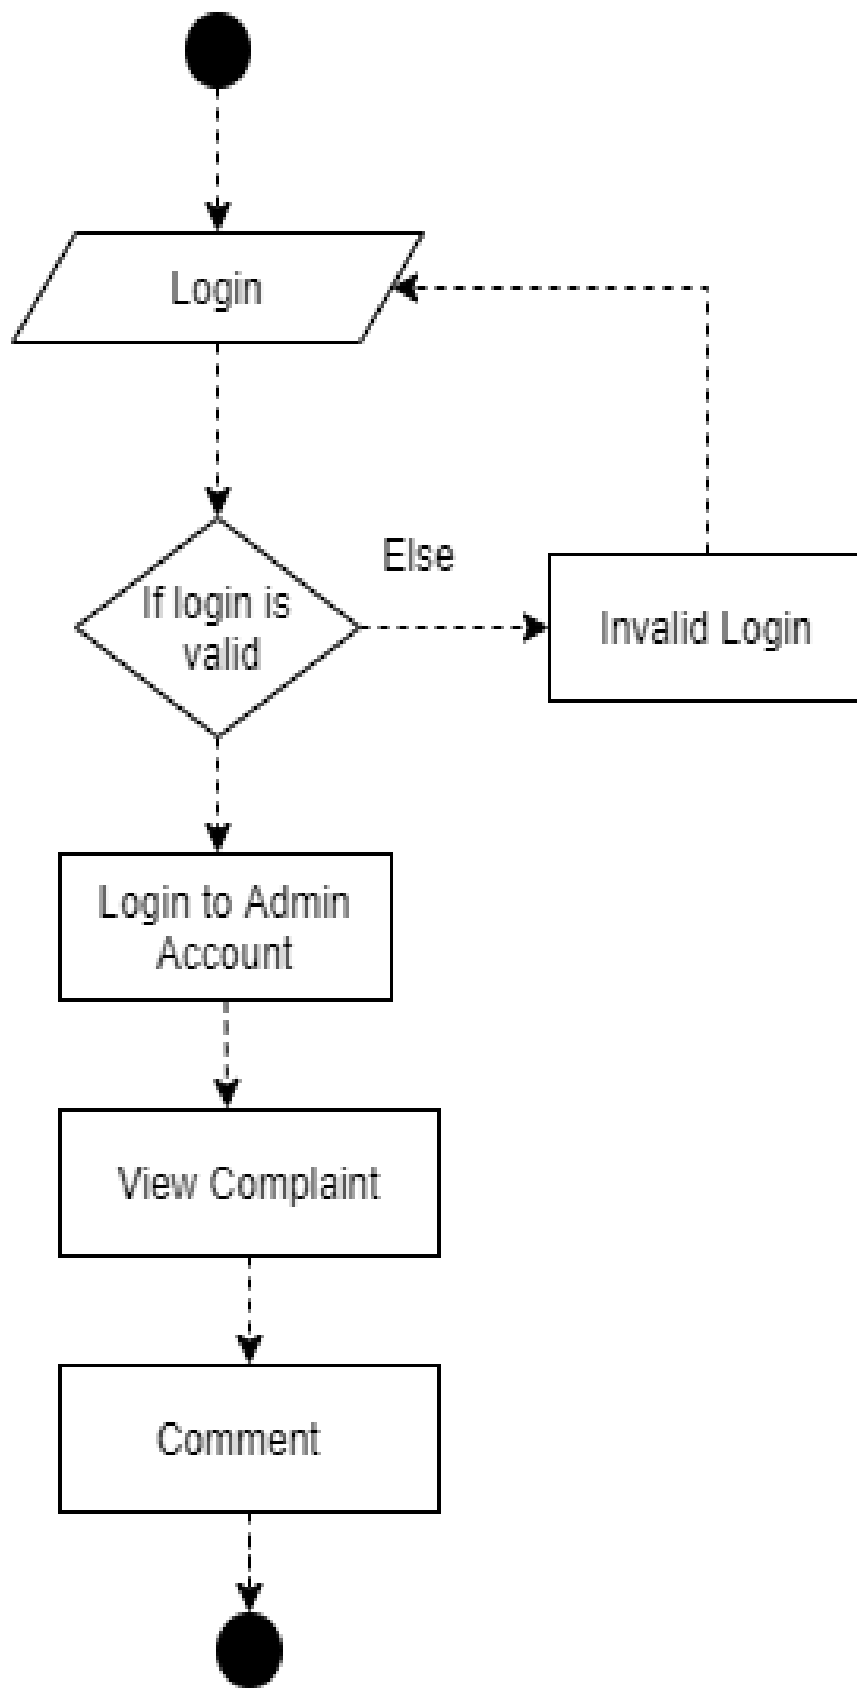 Login
Else
If login is
valid
Invalid Login
Login to Admin
Account
View Complaint
Comment